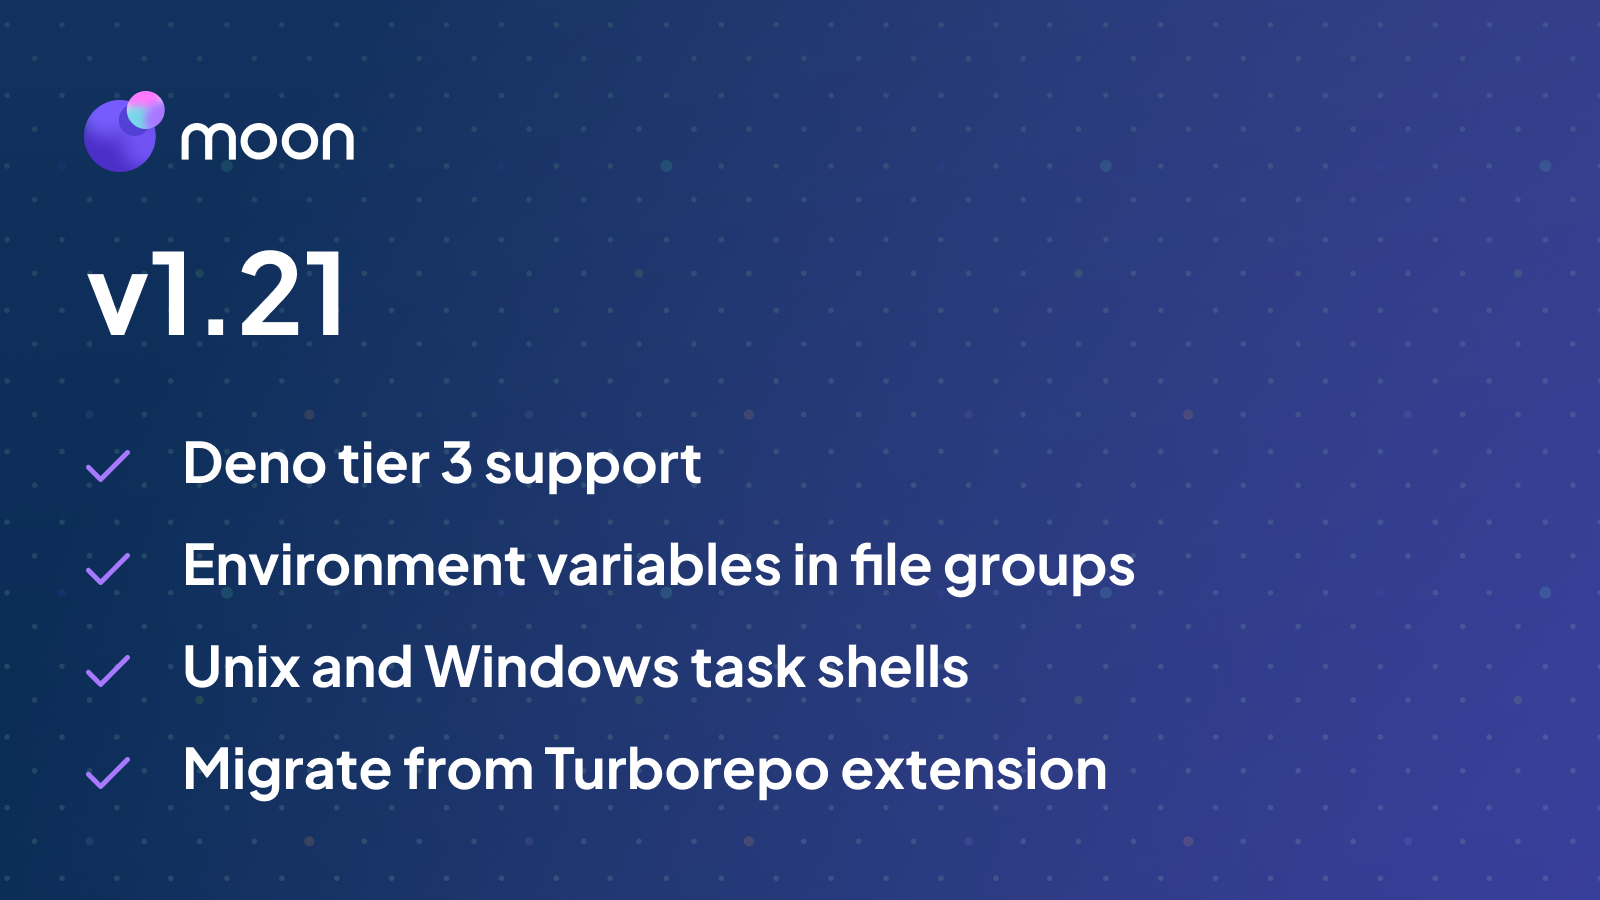 moon
v1.21
Deno tier 3 support
Environment variables in file groups
Unix and Windows task shells
Migrate from Turborepo extension